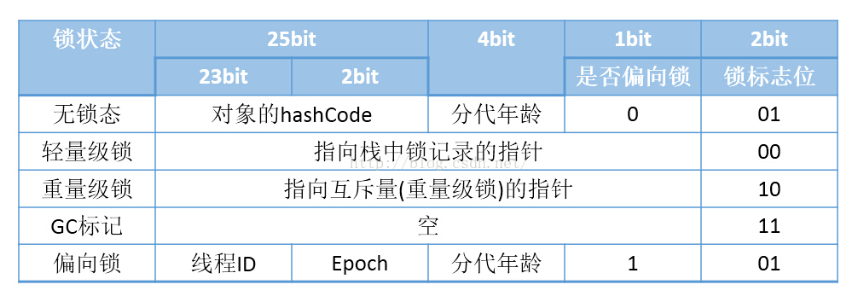 锁状态 25bit 4bit 1bit 2bit
23bit 2bit 是否偏向锁 锁标志位
无锁态 对象的hashCode 分代年龄 0 01
轻量级锁 指向栈中锁记录的指针 00
http://blog.csdn.net/
重量级锁 指向互斥量(重量级锁)的指针 10
GC标记 空 11
偏向锁 线程ID Epoch 分代年龄 1 01